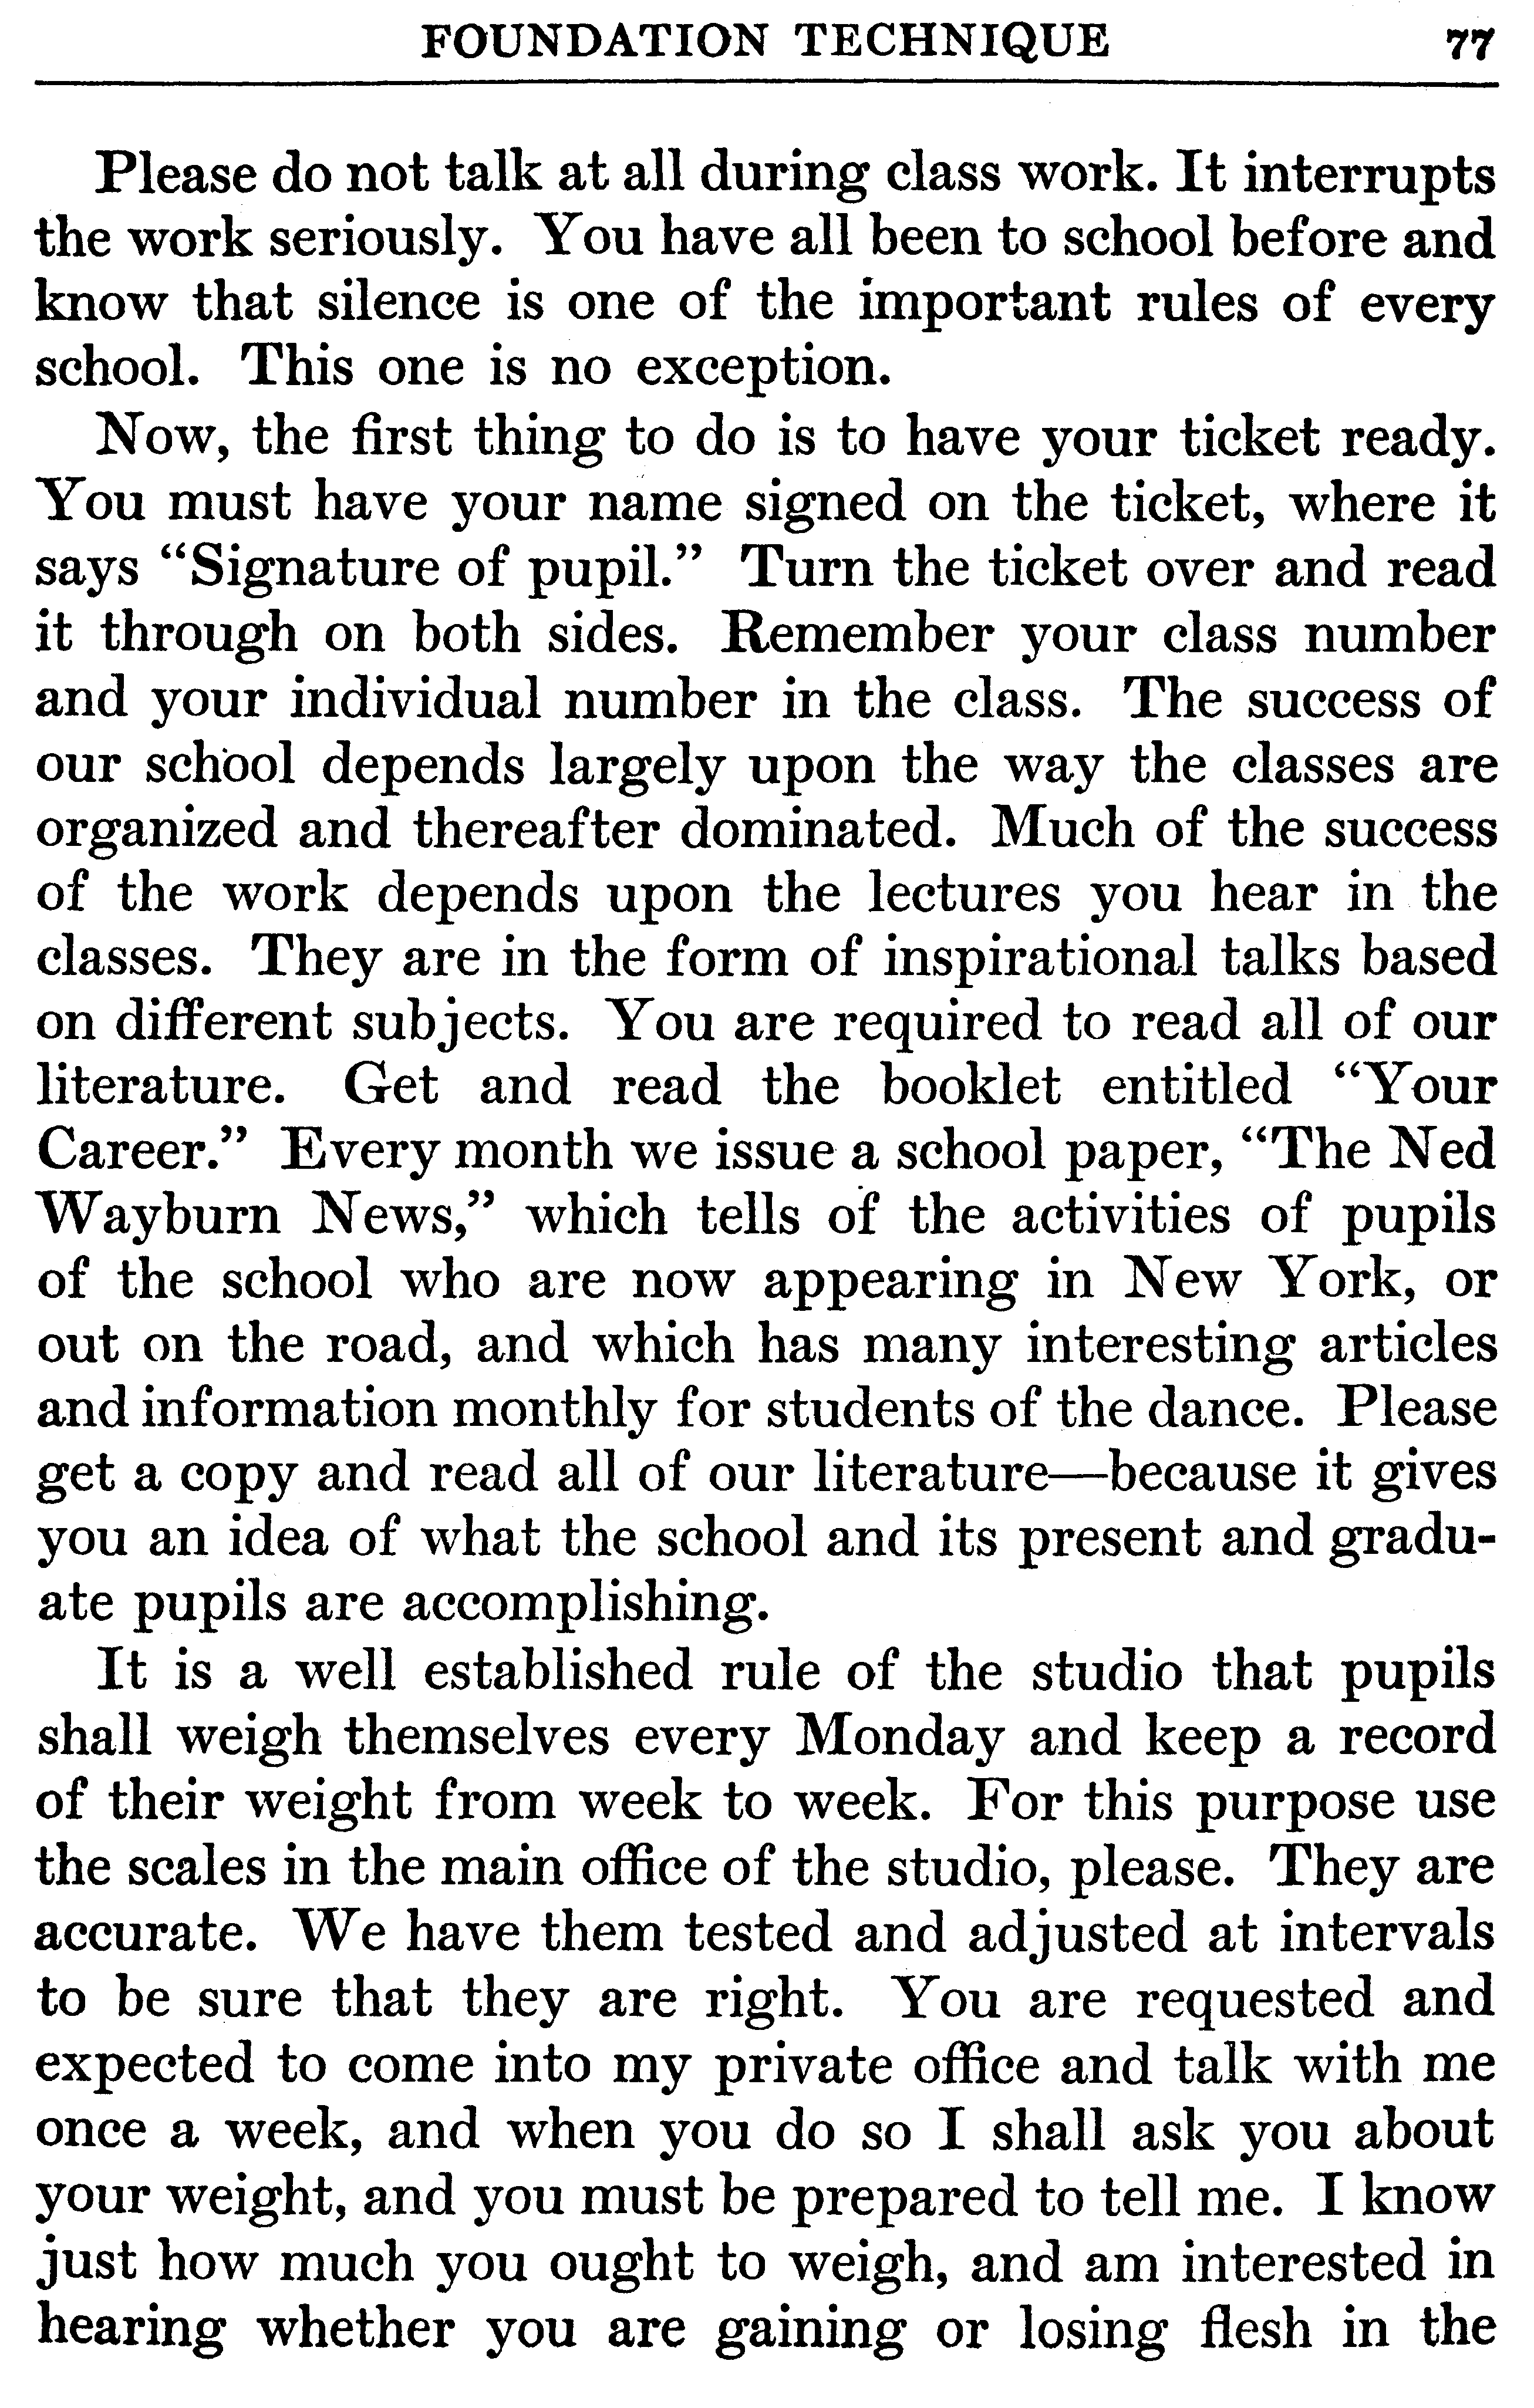 FOUNDATION TECHNIQUE 77
Please do not talk at all during class work. It interrupts
the work seriously. You have all been to school before and
know that silence is one of the important rules of every
school. This one is no exception.
Now, the first thing to do is to have your ticket ready.
You must have your name signed on the ticket, where it
says “Signature of pupil.” Turn the ticket over and read
it through on both sides. Remember your class number
and your individual number in the class. The success of
our school depends largely upon the way the classes are
organized and thereafter dominated. Much of the success
of the work depends upon the lectures you hear in the
classes. They are in the form of inspirational talks based
on different subjects. You are required to read all of our
literature. Get and read the booklet entitled “Your
Career.” Every month we issue a school paper, “The Ned
Wayburn News,” which tells of the activities of pupils
of the school who are now appearing in New York, or
out on the road, and which has many interesting articles
and information monthly for students of the dance. Please
get a copy and read all of our literature—because it gives
you an idea of what the school and its present and gradu-
ate pupils are accomplishing.
It is a well established rule of the studio that pupils
shall weigh themselves every Monday and keep a record
of their weight from week to week. For this purpose use
the scales in the main office of the studio, please. They are
accurate. We have them tested and adjusted at intervals
to be sure that they are right. You are requested and
expected to come into my private office and talk with me
once a week, and when you do so I shall ask you about
your weight, and you must be prepared to tell me. I know
just how much you ought to weigh, and am interested in
hearing whether you are gaining or losing flesh in the